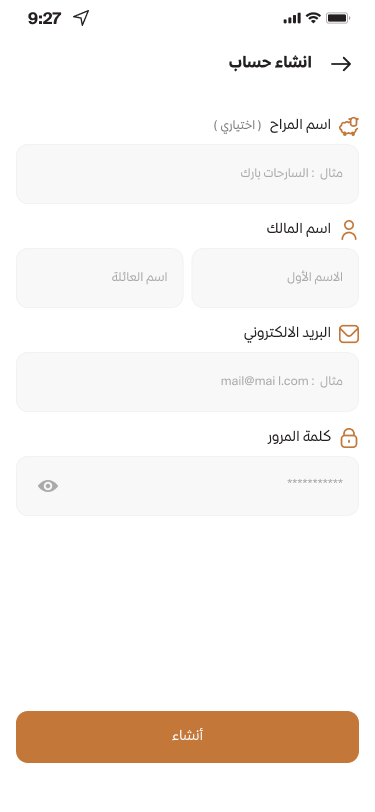 9:27
انشاء حساب
اسم المراح ( اختياري )
مثال : السارحات بارك
اسم المالك
الاسم الأول
اسم العائلة
البريد الالكتروني
مثال : mail@mai l.com
كلمة المرور
***********
أنشاء